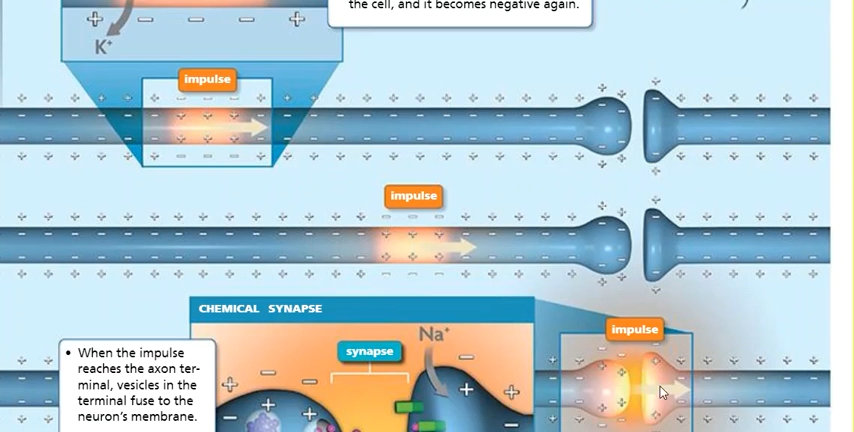 the cell, and it becomes negative again.
K⁺
impulse
impulse
CHEMICAL SYNAPSE
impulse
Na⁺
synapse
• When the impulse
reaches the axon ter-
minal, vesicles in the
terminal fuse to the
neuron's membrane.